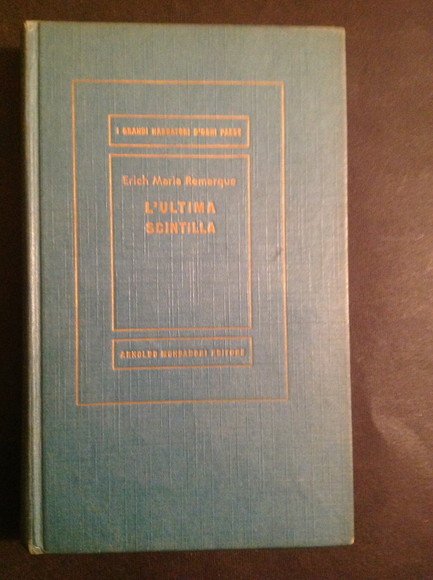 I GRANDI NARRATORI D'OGNI PAESE
Erich Maria Remarque
L'ULTIMA
SCINTILLA
ARNOLDO MONDADORI EDITORE